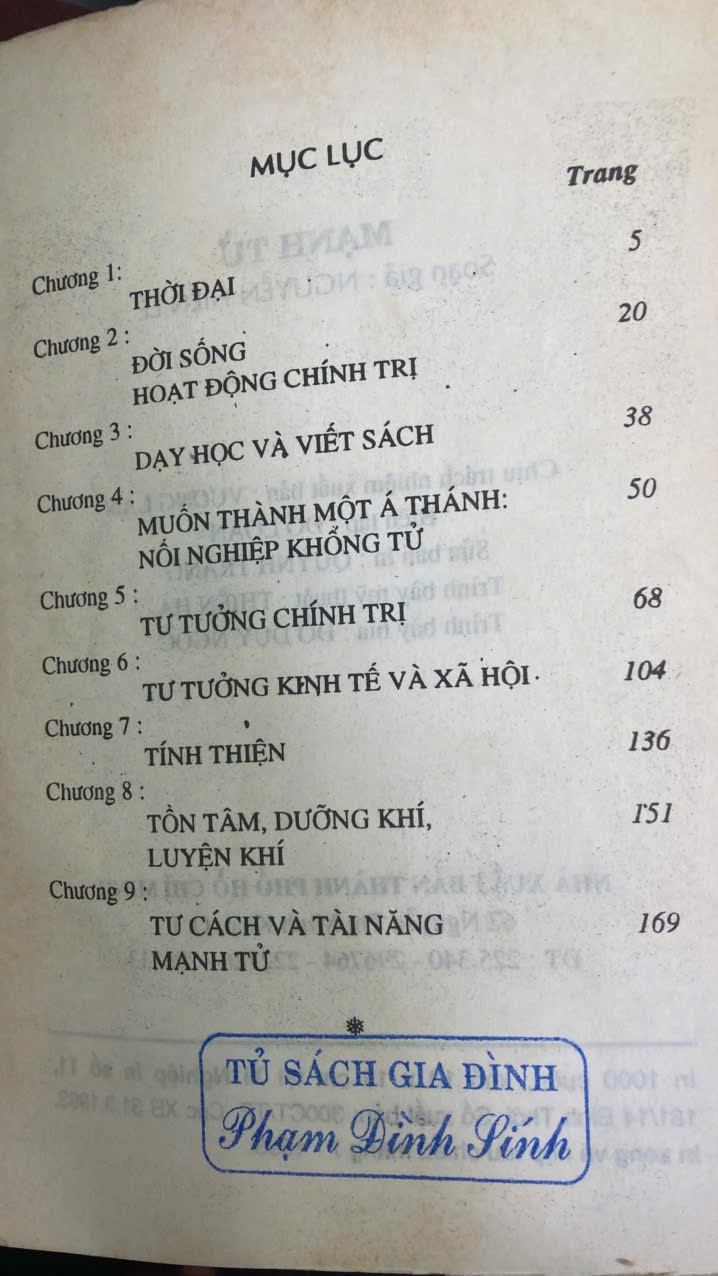 MỤC LỤC
Trang
Chương 1: 5
THỜI ĐẠI
Chương 2 : 20
ĐỜI SỐNG
HOẠT ĐỘNG CHÍNH TRỊ
Chương 3 : 38
DẠY HỌC VÀ VIẾT SÁCH
Chương 4 : 50
MUỐN THÀNH MỘT Á THÁNH:
NỐI NGHIỆP KHỔNG TỬ
Chương 5 : 68
TƯ TƯỞNG CHÍNH TRỊ
Chương 6 : 104
TƯ TƯỞNG KINH TẾ VÀ XÃ HỘI
Chương 7 : 136
TÍNH THIỆN
Chương 8 : 151
TỒN TÂM, DƯỠNG KHÍ,
LUYỆN KHÍ
Chương 9 : 169
TƯ CÁCH VÀ TÀI NĂNG
MẠNH TỬ
TỦ SÁCH GIA ĐÌNH
Phạm Đình Sính